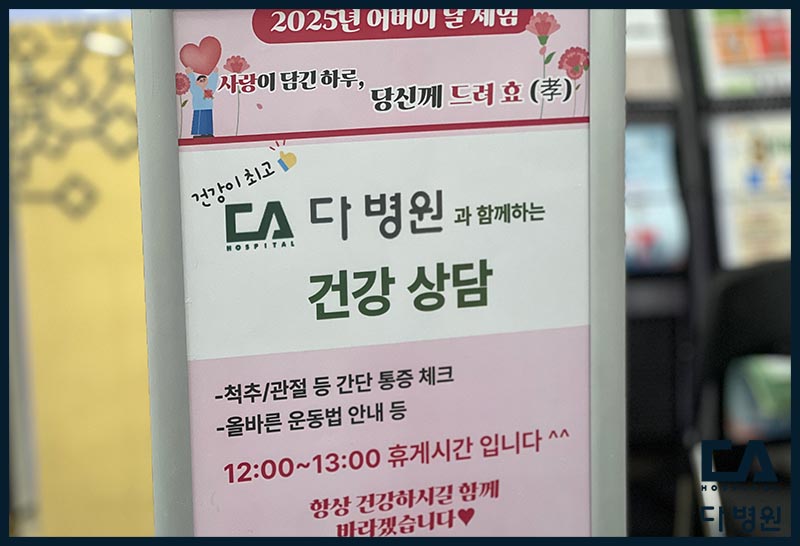 2025년 어버이 날 체험
사랑이 담긴 하루,
당신께 드려 효 (孝)
건강이 최고
DA 다 병원 과 함께하는
HOSPITAL
건강 상담
-척추/관절 등 간단 통증 체크
-올바른 운동법 안내 등
12:00~13:00 휴게시간 입니다 ^^
항상 건강하시길 함께
바라겠습니다♥
DA
HOSPITAL
다 병원